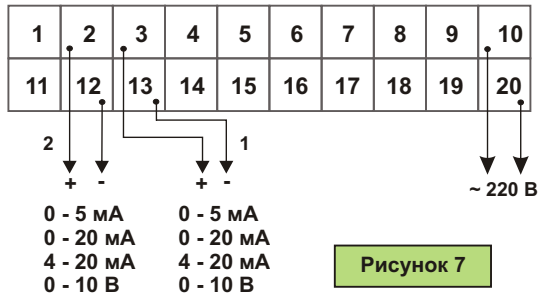 1 2 3 4 5 6 7 8 9 10
11 12 13 14 15 16 17 18 19 20
2 1
+ - + - ~ 220 В
0 - 5 мА 0 - 5 мА
0 - 20 мА 0 - 20 мА
4 - 20 мА 4 - 20 мА
0 - 10 В 0 - 10 В
Рисунок 7